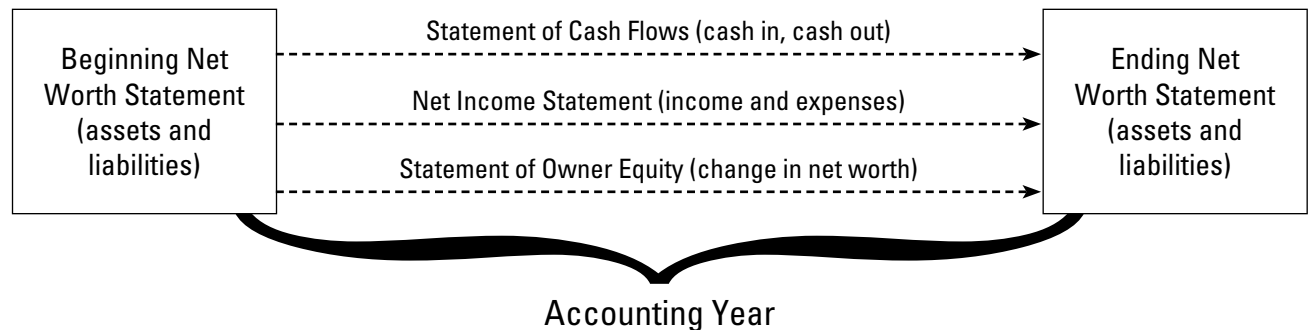 Beginning Net
Worth Statement
(assets and
liabilities)
Statement of Cash Flows (cash in, cash out)
Net Income Statement (income and expenses)
Statement of Owner Equity (change in net worth)
Ending Net
Worth Statement
(assets and
liabilities)
Accounting Year